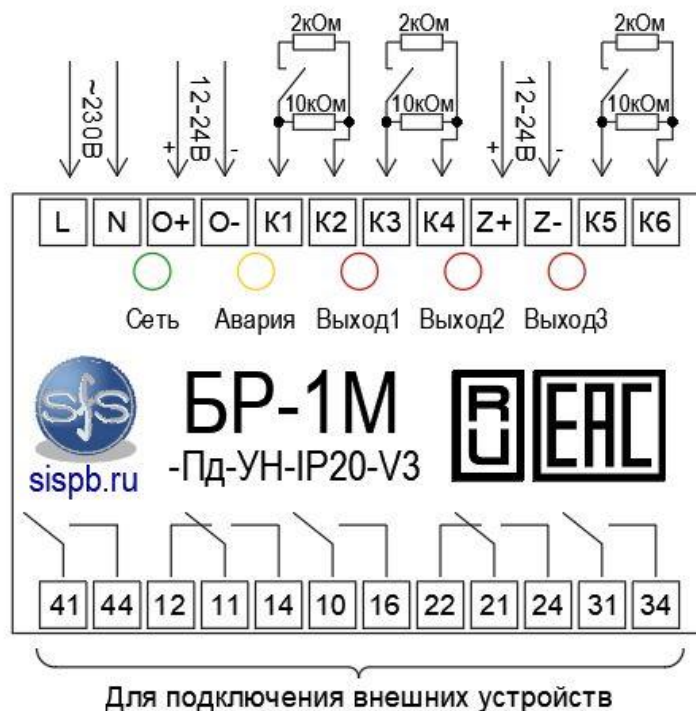 2кОм 2кОм 2кОм
~230В + 12-24В - 10кОм 10кОм + 12-24В - 10кОм
L N O+ O- К1 К2 К3 К4 Z+ Z- К5 К6
Сеть Авария Выход1 Выход2 Выход3
sfs БР-1М RU EAC
-Пд-УН-IP20-V3
sispb.ru
41 44 12 11 14 10 16 22 21 24 31 34
Для подключения внешних устройств